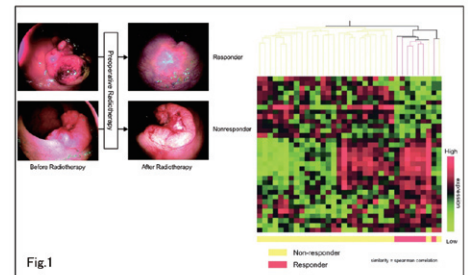 Preoperative Radiotherapy
Responder
Nonresponder
Before Radiotherapy
After Radiotherapy
High
expression
Low
Non-responder
Responder
similarity = spearman correlation
Fig.1